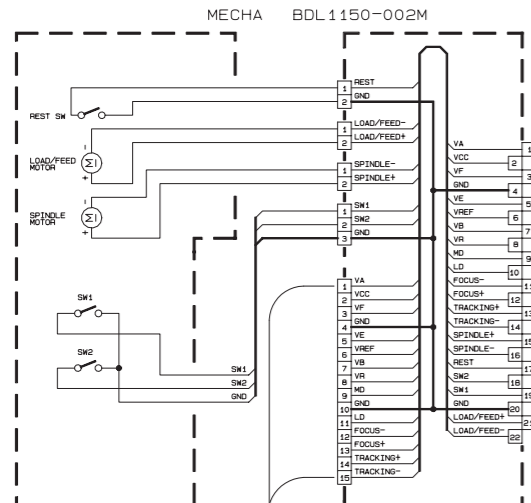 MECHA BDL1150-002M
REST SW
LOAD/FEED
MOTOR
SPINDLE
MOTOR
SW1
SW2
SW1
SW2
GND
1 REST
2 GND
1 LOAD/FEED-
2 LOAD/FEED+
1 SPINDLE-
2 SPINDLE+
1 SW1
2 SW2
3 GND
1 VA
2 VCC
3 VF
4 GND
5 VE
6 VREF
7 VB
8 VR
9 MD
10 GND
11 LD
12 FOCUS-
13 FOCUS+
14 TRACKING+
15 TRACKING-
VA 1
VCC 2
VF 3
GND 4
VE 5
VREF 6
VB 7
VR 8
MD 9
LD 10
FOCUS- 11
FOCUS+ 12
TRACKING+ 13
TRACKING- 14
SPINDLE+ 15
SPINDLE- 16
REST 17
SW2 18
SW1 19
GND 20
LOAD/FEED+ 21
LOAD/FEED- 22